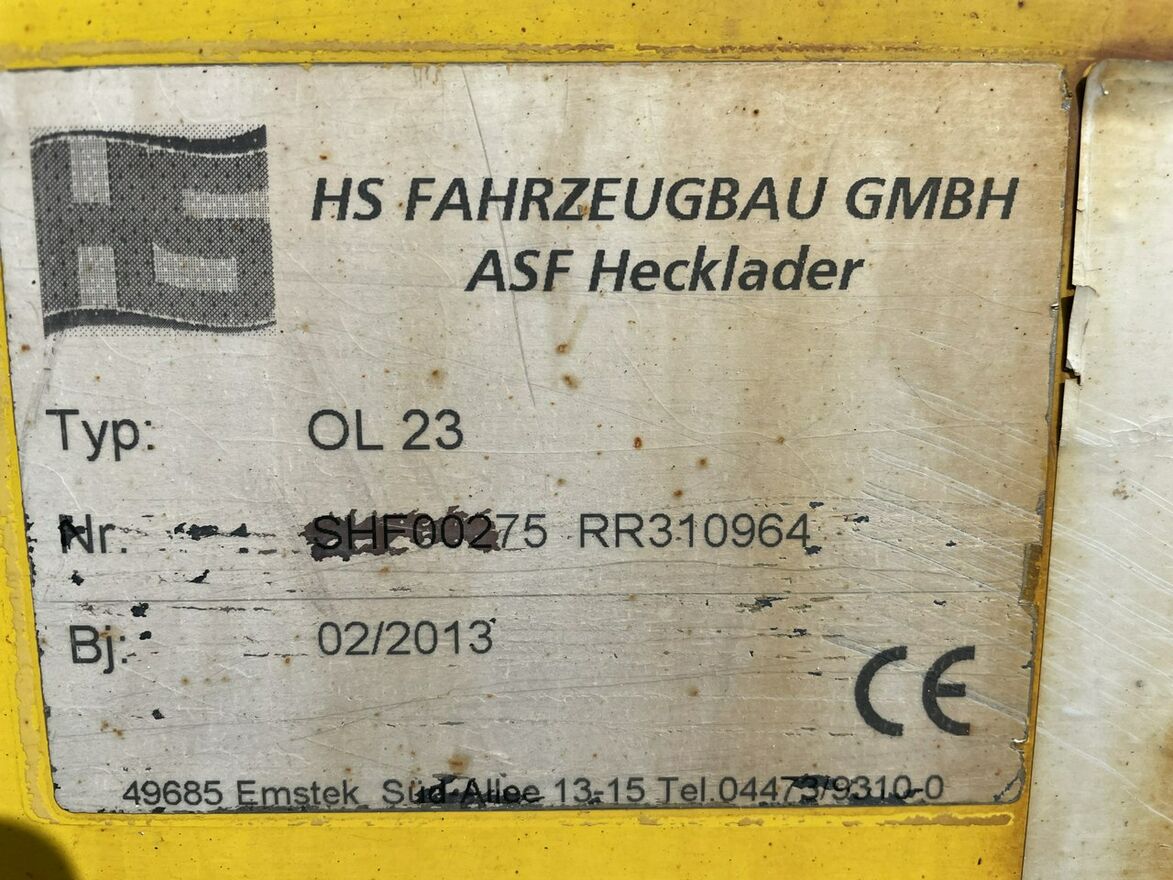 HS
HS FAHRZEUGBAU GMBH
ASF Hecklader
Typ: OL 23
Nr. SHF00275 RR310964
Bj: 02/2013
CE
49685 Emstek Süd-Allee 13-15 Tel.04473/9310-0